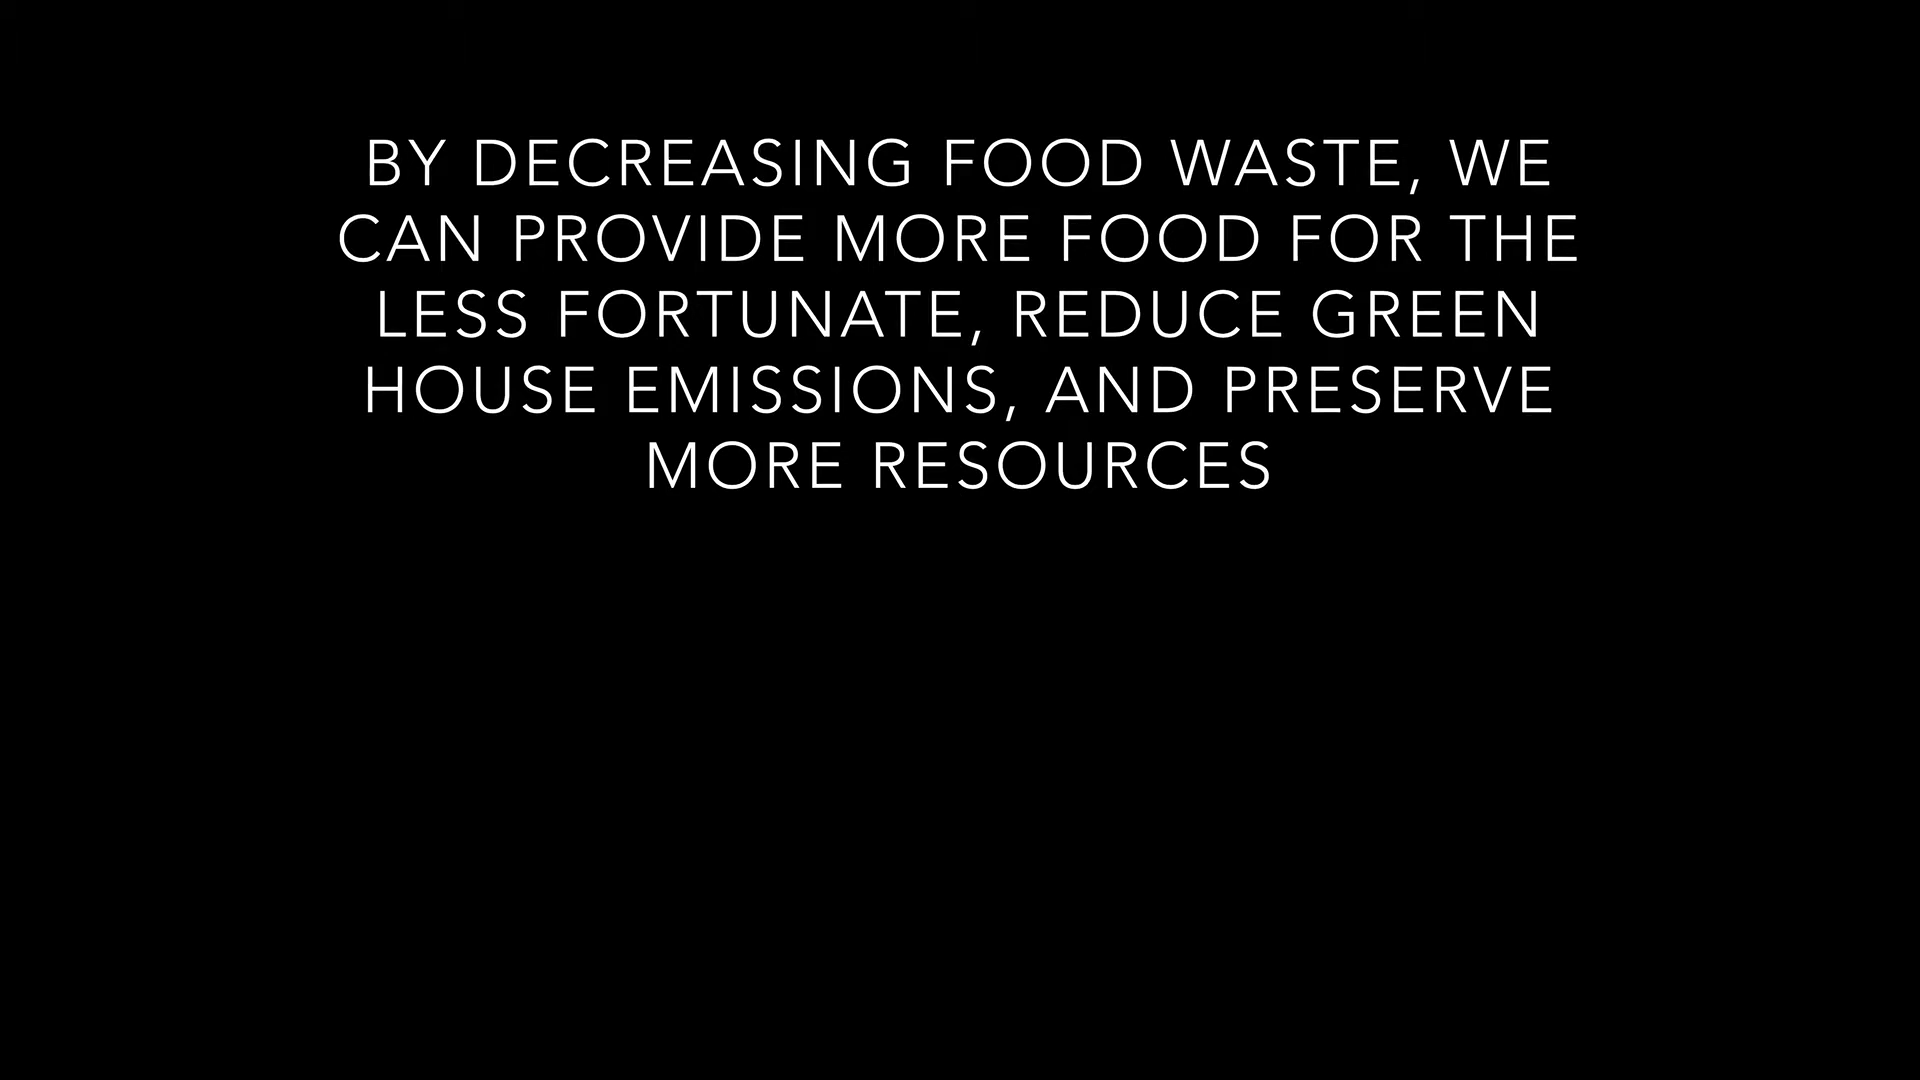 BY DECREASING FOOD WASTE, WE
CAN PROVIDE MORE FOOD FOR THE
LESS FORTUNATE, REDUCE GREEN
HOUSE EMISSIONS, AND PRESERVE
MORE RESOURCES